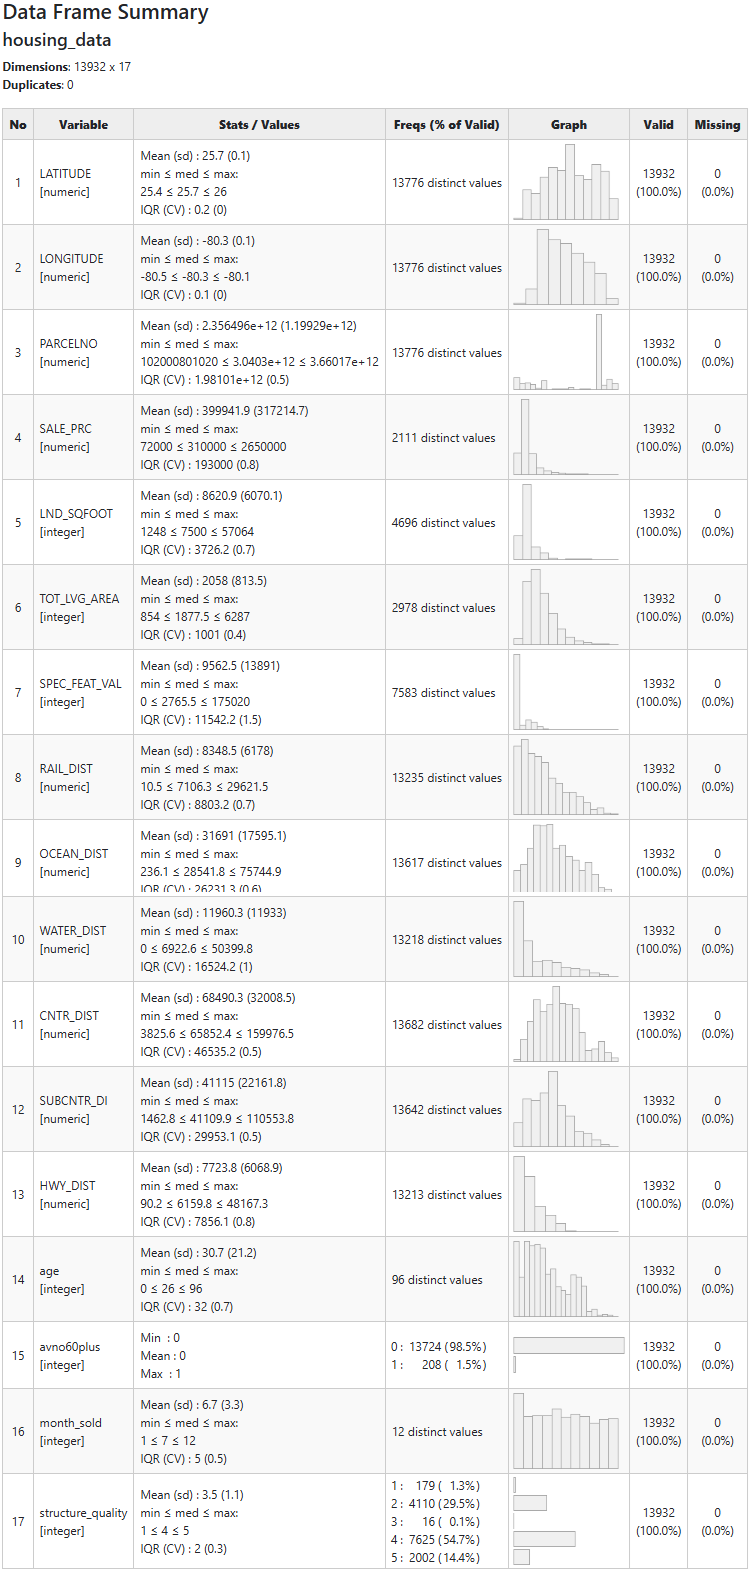 Data Frame Summary
housing_data
Dimensions: 13932 x 17
Duplicates: 0
No Variable Stats / Values Freqs (% of Valid) Graph Valid Missing
1 LATITUDE [numeric] Mean (sd) : 25.7 (0.1)
min ≤ med ≤ max:
25.4 ≤ 25.7 ≤ 26
IQR (CV) : 0.2 (0) 13776 distinct values 13932 (100.0%) 0 (0.0%)
2 LONGITUDE [numeric] Mean (sd) : -80.3 (0.1)
min ≤ med ≤ max:
-80.5 ≤ -80.3 ≤ -80.1
IQR (CV) : 0.1 (0) 13776 distinct values 13932 (100.0%) 0 (0.0%)
3 PARCELNO [numeric] Mean (sd) : 2.356496e+12 (1.19929e+12)
min ≤ med ≤ max:
102000801020 ≤ 3.0403e+12 ≤ 3.66017e+12
IQR (CV) : 1.98101e+12 (0.5) 13776 distinct values 13932 (100.0%) 0 (0.0%)
4 SALE_PRC [numeric] Mean (sd) : 399941.9 (317214.7)
min ≤ med ≤ max:
72000 ≤ 310000 ≤ 2650000
IQR (CV) : 193000 (0.8) 2111 distinct values 13932 (100.0%) 0 (0.0%)
5 LND_SQFOOT [integer] Mean (sd) : 8620.9 (6070.1)
min ≤ med ≤ max:
1248 ≤ 7500 ≤ 57064
IQR (CV) : 3726.2 (0.7) 4696 distinct values 13932 (100.0%) 0 (0.0%)
6 TOT_LVG_AREA [integer] Mean (sd) : 2058 (813.5)
min ≤ med ≤ max:
854 ≤ 1877.5 ≤ 6287
IQR (CV) : 1001 (0.4) 2978 distinct values 13932 (100.0%) 0 (0.0%)
7 SPEC_FEAT_VAL [integer] Mean (sd) : 9562.5 (13891)
min ≤ med ≤ max:
0 ≤ 2765.5 ≤ 175020
IQR (CV) : 11542.2 (1.5) 7583 distinct values 13932 (100.0%) 0 (0.0%)
8 RAIL_DIST [numeric] Mean (sd) : 8348.5 (6178)
min ≤ med ≤ max:
10.5 ≤ 7106.3 ≤ 29621.5
IQR (CV) : 8803.2 (0.7) 13235 distinct values 13932 (100.0%) 0 (0.0%)
9 OCEAN_DIST [numeric] Mean (sd) : 31691 (17595.1)
min ≤ med ≤ max:
236.1 ≤ 28541.8 ≤ 75744.9
IQR (CV) : 26231.3 (0.6) 13617 distinct values 13932 (100.0%) 0 (0.0%)
10 WATER_DIST [numeric] Mean (sd) : 11960.3 (11933)
min ≤ med ≤ max:
0 ≤ 6922.6 ≤ 50399.8
IQR (CV) : 16524.2 (1) 13218 distinct values 13932 (100.0%) 0 (0.0%)
11 CNTR_DIST [numeric] Mean (sd) : 68490.3 (32008.5)
min ≤ med ≤ max:
3825.6 ≤ 65852.4 ≤ 159976.5
IQR (CV) : 46535.2 (0.5) 13682 distinct values 13932 (100.0%) 0 (0.0%)
12 SUBCNTR_DI [numeric] Mean (sd) : 41115 (22161.8)
min ≤ med ≤ max:
1462.8 ≤ 41109.9 ≤ 110553.8
IQR (CV) : 29953.1 (0.5) 13642 distinct values 13932 (100.0%) 0 (0.0%)
13 HWY_DIST [numeric] Mean (sd) : 7723.8 (6068.9)
min ≤ med ≤ max:
90.2 ≤ 6159.8 ≤ 48167.3
IQR (CV) : 7856.1 (0.8) 13213 distinct values 13932 (100.0%) 0 (0.0%)
14 age [integer] Mean (sd) : 30.7 (21.2)
min ≤ med ≤ max:
0 ≤ 26 ≤ 96
IQR (CV) : 32 (0.7) 96 distinct values 13932 (100.0%) 0 (0.0%)
15 avno60plus [integer] Min : 0
Mean : 0
Max : 1
0 : 13724 (98.5%)
1 : 208 ( 1.5%) 13932 (100.0%) 0 (0.0%)
16 month_sold [integer] Mean (sd) : 6.7 (3.3)
min ≤ med ≤ max:
1 ≤ 7 ≤ 12
IQR (CV) : 5 (0.5) 12 distinct values 13932 (100.0%) 0 (0.0%)
17 structure_quality [integer] Mean (sd) : 3.5 (1.1)
min ≤ med ≤ max:
1 ≤ 4 ≤ 5
IQR (CV) : 2 (0.3)
1 : 179 ( 1.3%)
2 : 4110 (29.5%)
3 : 16 ( 0.1%)
4 : 7625 (54.7%)
5 : 2002 (14.4%) 13932 (100.0%) 0 (0.0%)